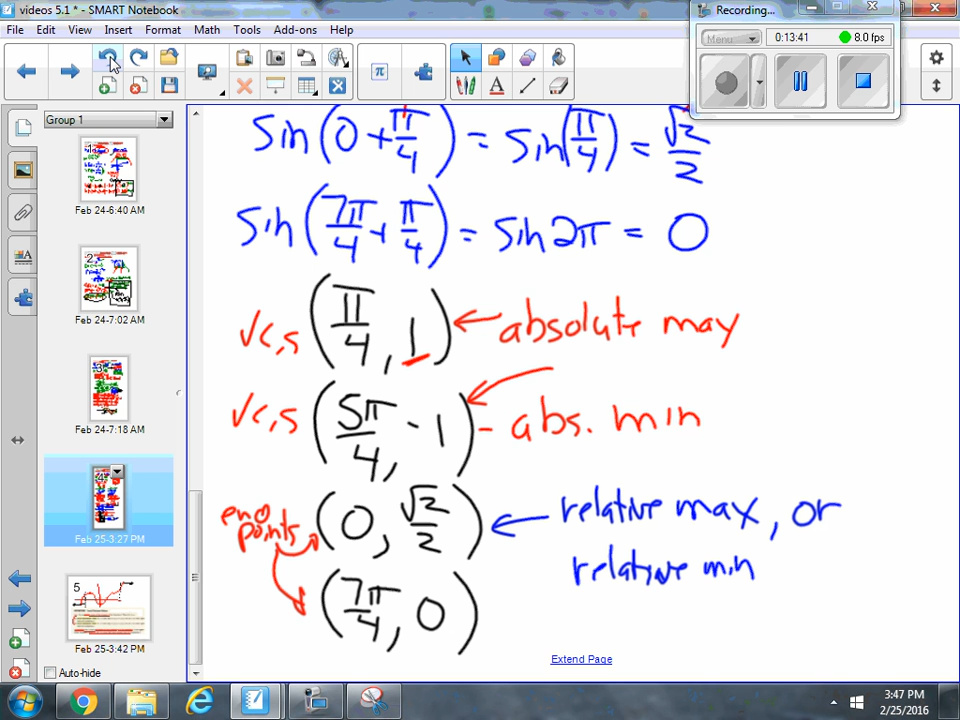 videos 5.1 * - SMART Notebook
File Edit View Insert Format Math Tools Add-ons Help
Recording...
Menu 0:13:41 8.0 fps
Group 1
Feb 24-6:40 AM
Feb 24-7:02 AM
Feb 24-7:18 AM
Feb 25-3:27 PM
5
Feb 25-3:42 PM
Auto-hide
sin(0 + π/4) = sin(π/4) = √2/2
sin(7π/4 + π/4) = sin 2π = 0
(π/4, 1) ← absolute max
(5π/4, -1) - abs. min
end points (0, √2/2) ← relative max, or
relative min
(7π/4, 0)
Extend Page
3:47 PM
2/25/2016